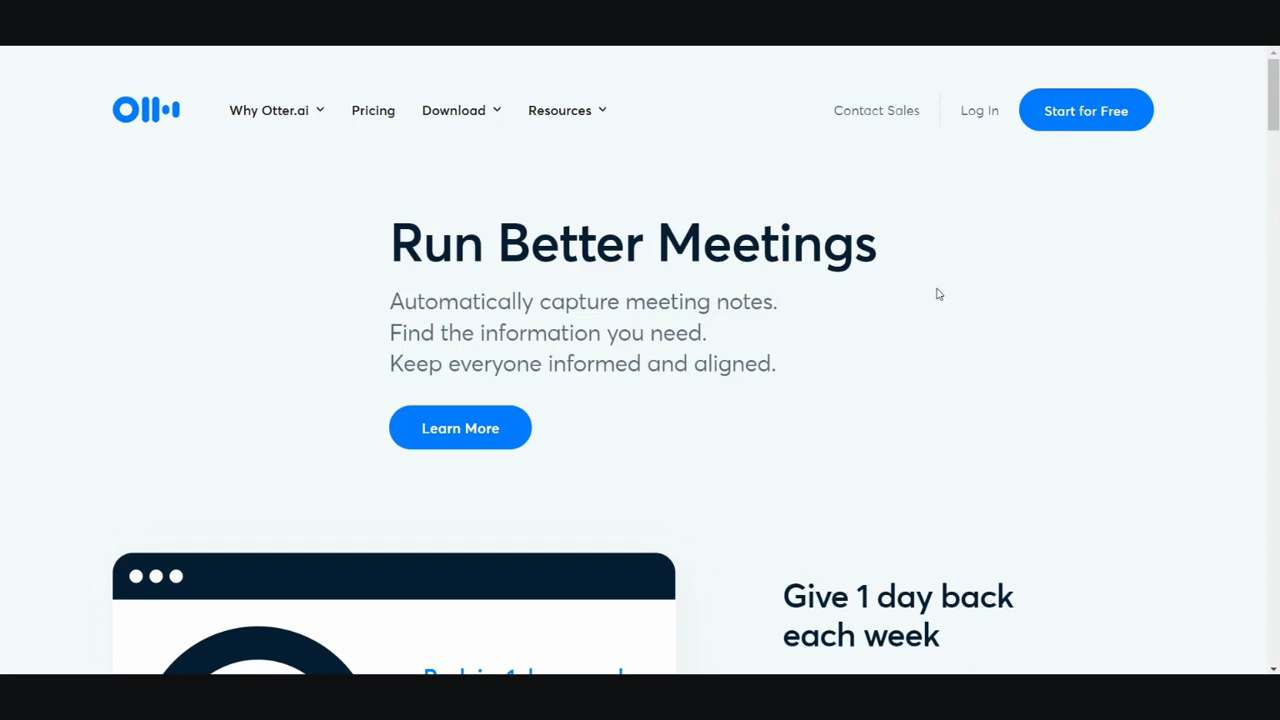 Why Otter.ai
Pricing
Download
Resources
Contact Sales
Log In
Start for Free
Run Better Meetings
Automatically capture meeting notes.
Find the information you need.
Keep everyone informed and aligned.
Learn More
Give 1 day back
each week